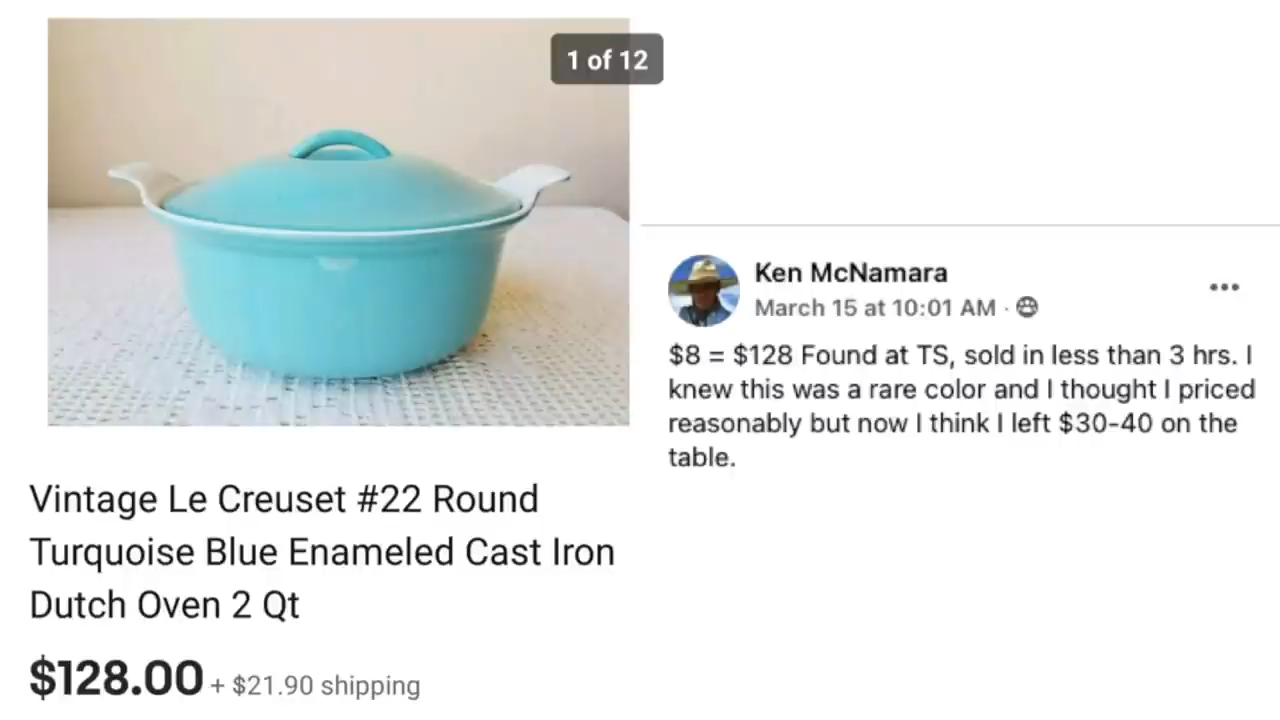 1 of 12
Vintage Le Creuset #22 Round
Turquoise Blue Enameled Cast Iron
Dutch Oven 2 Qt
$128.00 + $21.90 shipping
Ken McNamara
March 15 at 10:01 AM ·
$8 = $128 Found at TS, sold in less than 3 hrs. I
knew this was a rare color and I thought I priced
reasonably but now I think I left $30-40 on the
table.